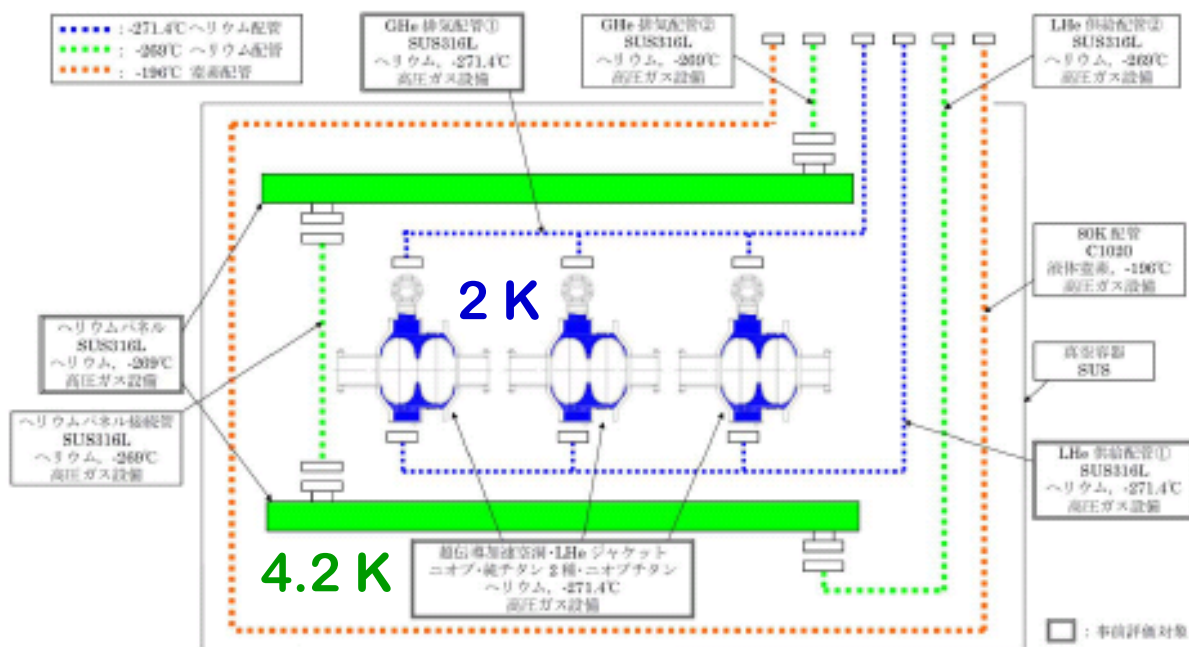 : -271.4℃ ヘリウム配管
: -269℃ ヘリウム配管
: -196℃ 窒素配管
GHe 排気配管①
SUS316L
ヘリウム, -271.4℃
高圧ガス設備
GHe 排気配管②
SUS316L
ヘリウム, -269℃
高圧ガス設備
LHe 供給配管②
SUS316L
ヘリウム, -269℃
高圧ガス設備
80K 配管
C1020
液体窒素, -196℃
高圧ガス設備
2 K
ヘリウムパネル
SUS316L
ヘリウム, -269℃
高圧ガス設備
真空容器
SUS
ヘリウムパネル接続管
SUS316L
ヘリウム, -269℃
高圧ガス設備
LHe 供給配管①
SUS316L
ヘリウム, -271.4℃
高圧ガス設備
4.2 K
超伝導加速空洞・LHe ジャケット
ニオブ・純チタン 2 種・ニオブチタン
ヘリウム, -271.4℃
高圧ガス設備
: 事前評価対象